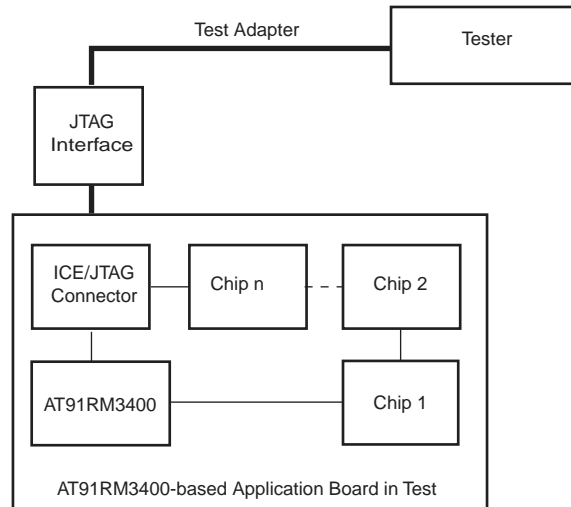 Test Adapter
Tester
JTAG
Interface
ICE/JTAG
Connector
Chip n
Chip 2
AT91RM3400
Chip 1
AT91RM3400-based Application Board in Test